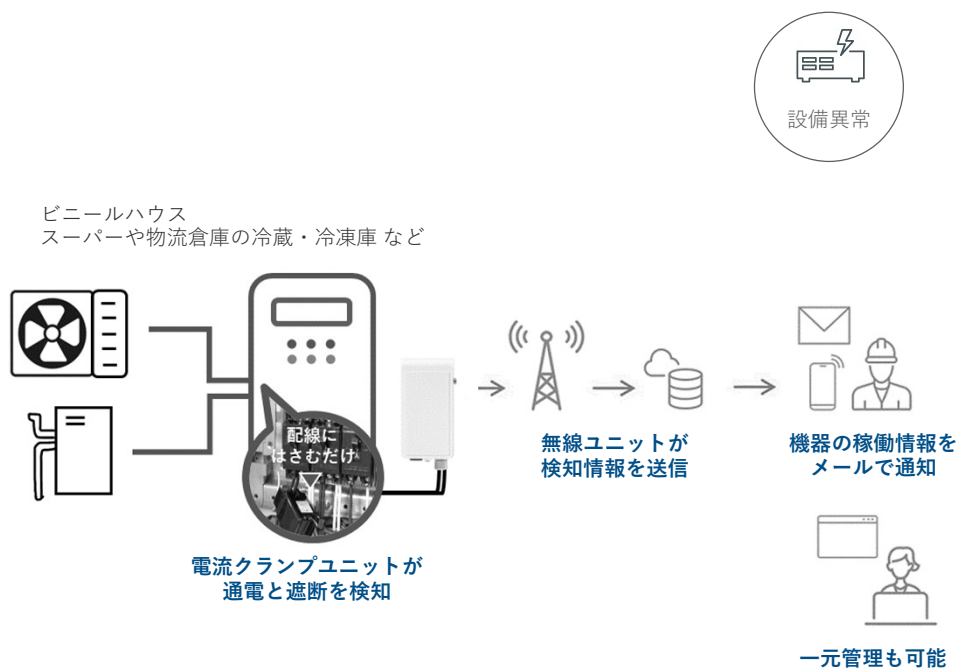 設備異常
ビニールハウス
スーパーや物流倉庫の冷蔵・冷凍庫 など
配線に
はさむだけ
電流クランプユニットが
通電と遮断を検知
無線ユニットが
検知情報を送信
機器の稼働情報を
メールで通知
一元管理も可能